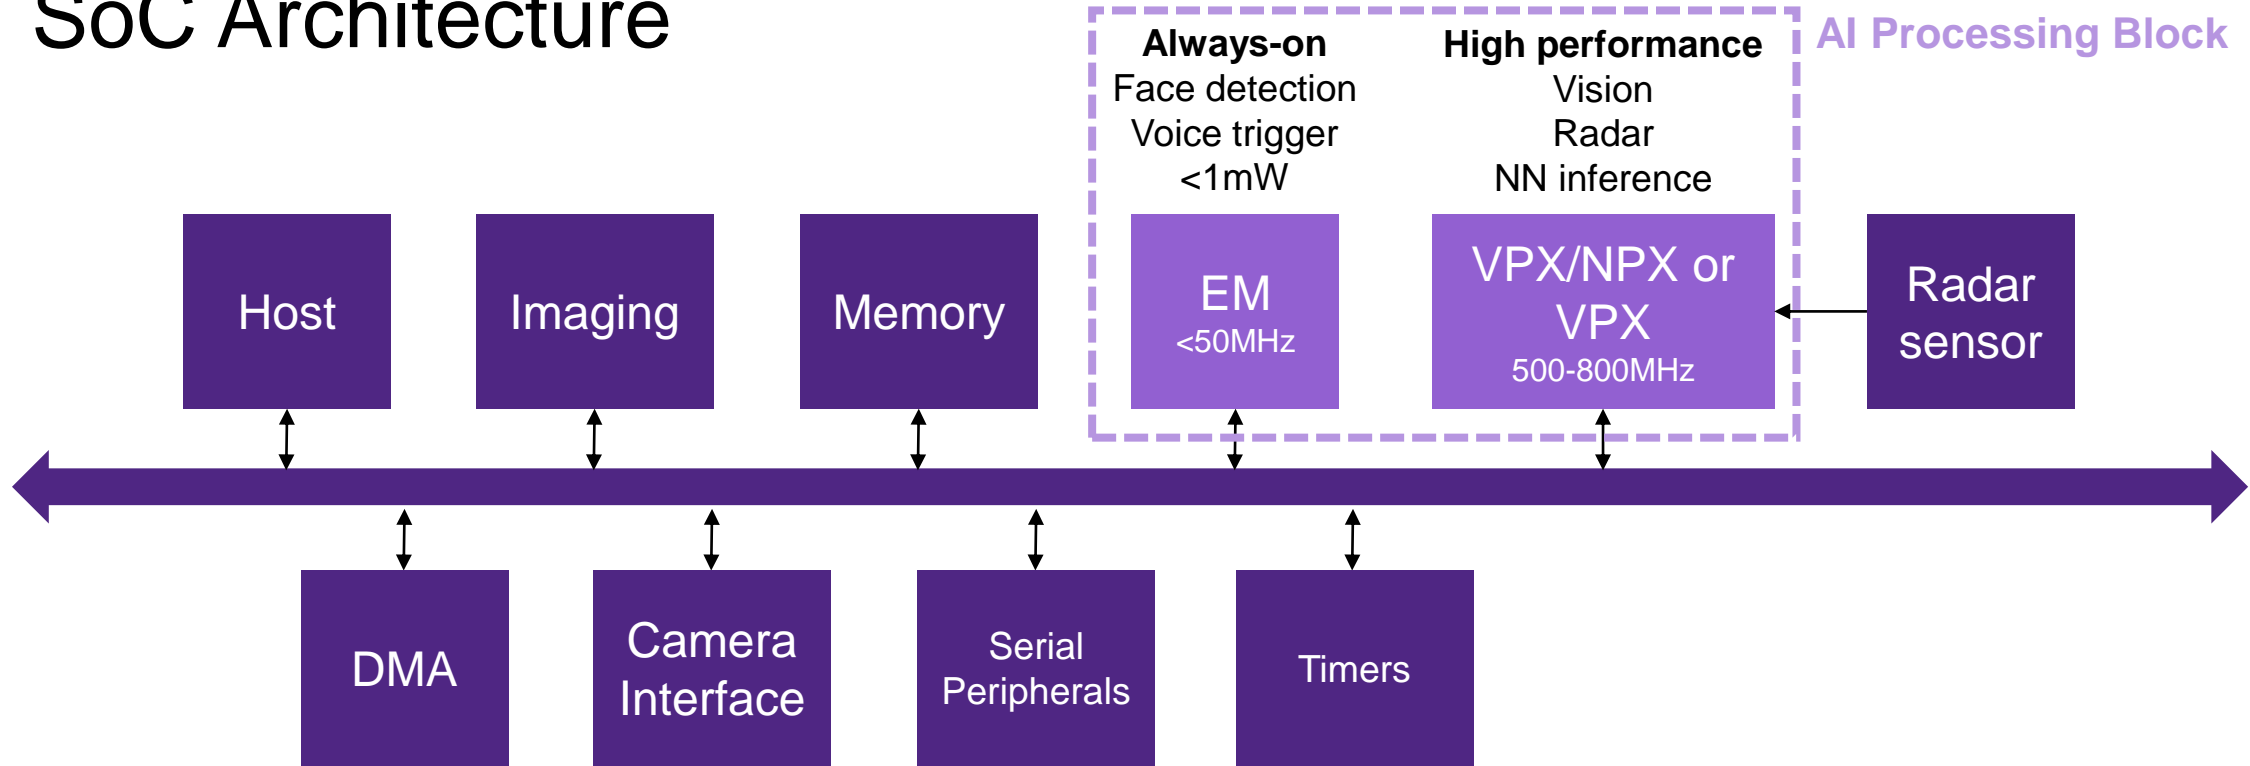 SoC Architecture
AI Processing Block
Always-on
Face detection
Voice trigger
<1mW
High performance
Vision
Radar
NN inference
Host
Imaging
Memory
EM
<50MHz
VPX/NPX or
VPX
500-800MHz
Radar
sensor
DMA
Camera
Interface
Serial
Peripherals
Timers